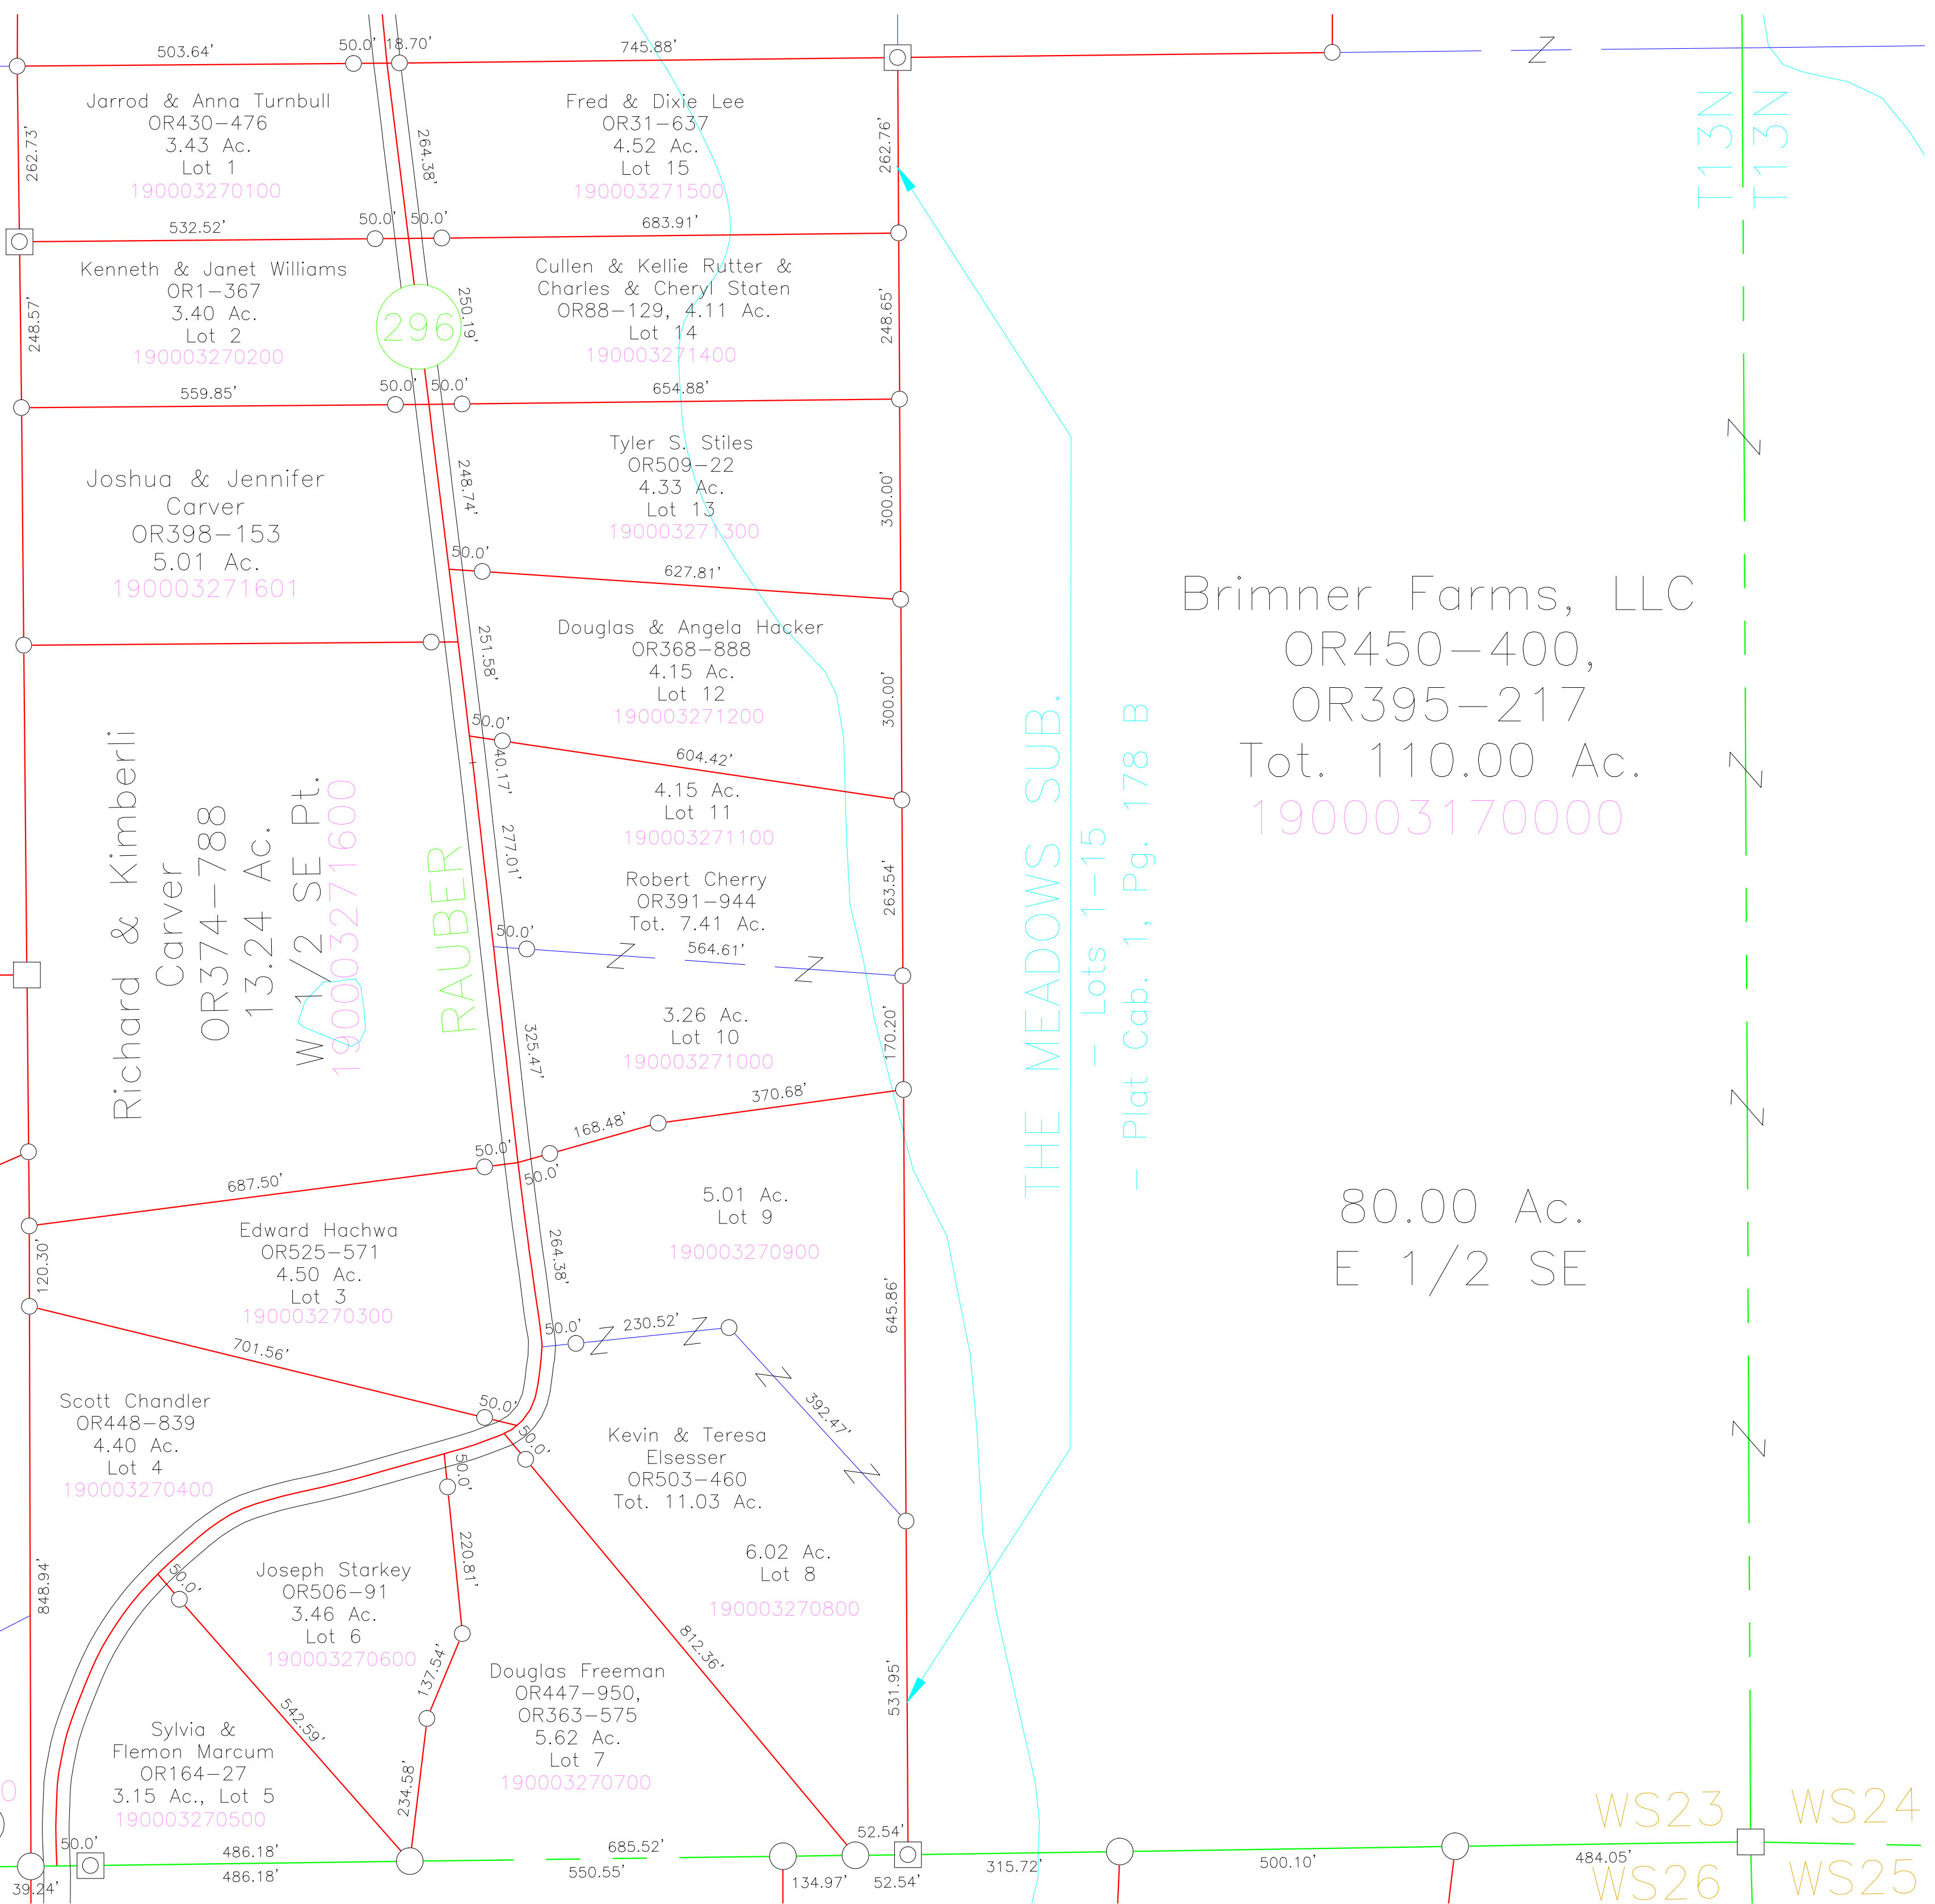 503.64'
50.0'
18.70'
745.88'
Z
T13N
T13N
262.73'
Jarrod & Anna Turnbull
OR430-476
3.43 Ac.
Lot 1
190003270100
264.38'
Fred & Dixie Lee
OR31-637
4.52 Ac.
Lot 15
190003271500
262.76'
532.52'
50.0'
50.0'
683.91'
248.57'
Kenneth & Janet Williams
OR1-367
3.40 Ac.
Lot 2
190003270200
296
250.19'
Cullen & Kellie Rutter &
Charles & Cheryl Staten
OR88-129, 4.11 Ac.
Lot 14
190003271400
248.65'
559.85'
50.0'
50.0'
654.88'
Joshua & Jennifer
Carver
OR398-153
5.01 Ac.
190003271601
248.74'
Tyler S. Stiles
OR509-22
4.33 Ac.
Lot 13
190003271300
300.00'
50.0'
627.81'
251.58'
Douglas & Angela Hacker
OR368-888
4.15 Ac.
Lot 12
190003271200
300.00'
50.0'
604.42'
40.17'
4.15 Ac.
Lot 11
190003271100
277.01'
Robert Cherry
OR391-944
Tot. 7.41 Ac.
263.54'
50.0'
564.61'
Richard & Kimberli
Carver
OR374-788
13.24 Ac.
W 1/2 SE Pt.
190003271600
RAUBER
325.47'
3.26 Ac.
Lot 10
190003271000
170.20'
370.68'
168.48'
50.0'
50.0'
687.50'
THE MEADOWS SUB.
- Lots 1-15
- Plat Cab. 1, Pg. 178 B
Brimner Farms, LLC
OR450-400,
OR395-217
Tot. 110.00 Ac.
190003170000
80.00 Ac.
E 1/2 SE
120.30'
Edward Hachwa
OR525-571
4.50 Ac.
Lot 3
190003270300
264.38'
5.01 Ac.
Lot 9
190003270900
645.86'
50.0'
230.52'
392.47'
701.56'
50.0'
50.0'
50.0'
Scott Chandler
OR448-839
4.40 Ac.
Lot 4
190003270400
Kevin & Teresa
Elsesser
OR503-460
Tot. 11.03 Ac.
6.02 Ac.
Lot 8
190003270800
848.94'
50.0'
Joseph Starkey
OR506-91
3.46 Ac.
Lot 6
190003270600
220.81'
137.54'
234.58'
542.59'
812.36'
531.95'
Douglas Freeman
OR447-950,
OR363-575
5.62 Ac.
Lot 7
190003270700
Sylvia &
Flemon Marcum
OR164-27
3.15 Ac., Lot 5
190003270500
0
50.0'
486.18'
685.52'
52.54'
39.24'
486.18'
550.55'
134.97'
52.54'
315.72'
500.10'
484.05'
WS23
WS24
WS26
WS25